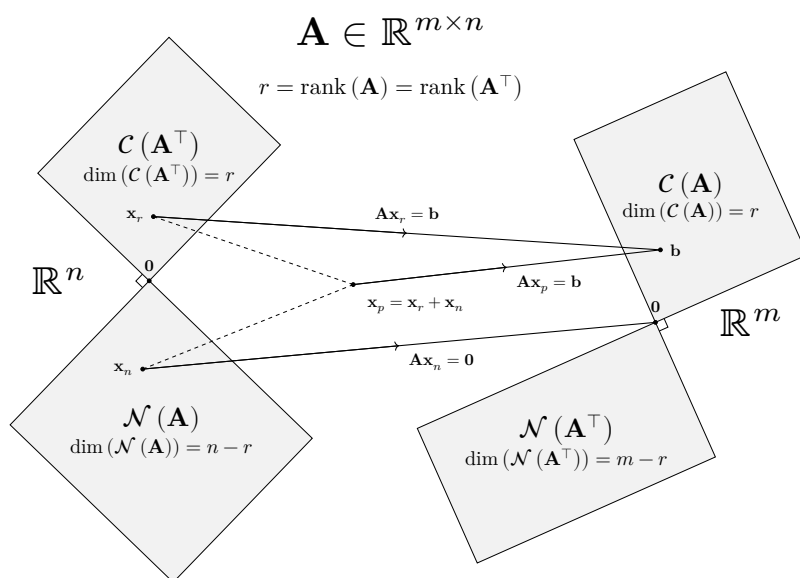 𝐀 ∈ ℝ^{m×n}
r = rank (𝐀) = rank (𝐀^⊤)
𝒞 (𝐀^⊤)
dim (𝒞 (𝐀^⊤)) = r
𝐱_r
𝐀𝐱_r = 𝐛
𝒞 (𝐀)
dim (𝒞 (𝐀)) = r
𝐛
𝟎
ℝ^n
𝐀𝐱_p = 𝐛
𝐱_p = 𝐱_r + 𝐱_n
𝟎
ℝ^m
𝐱_n
𝐀𝐱_n = 𝟎
𝒩 (𝐀)
dim (𝒩 (𝐀)) = n − r
𝒩 (𝐀^⊤)
dim (𝒩 (𝐀^⊤)) = m − r